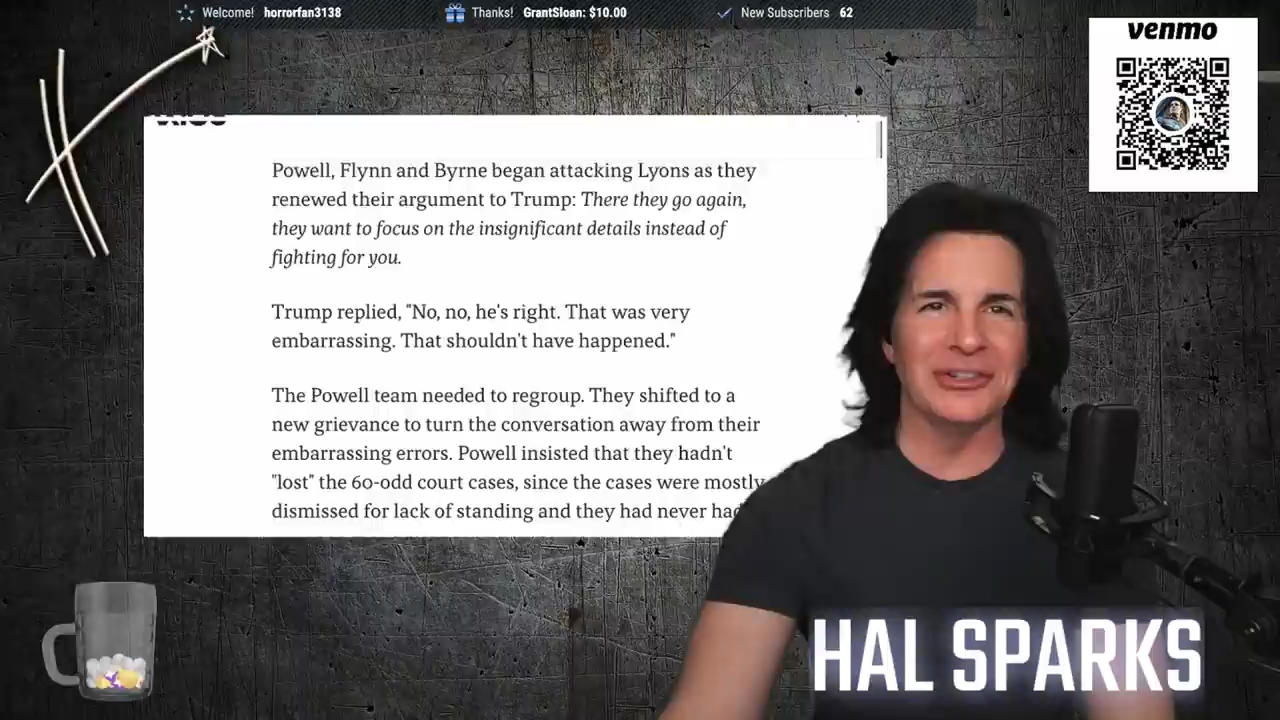 Welcome! horrorfan3138
Thanks! GrantSloan: $10.00
New Subscribers 62
venmo
Powell, Flynn and Byrne began attacking Lyons as they
renewed their argument to Trump: There they go again,
they want to focus on the insignificant details instead of
fighting for you.
Trump replied, "No, no, he's right. That was very
embarrassing. That shouldn't have happened."
The Powell team needed to regroup. They shifted to a
new grievance to turn the conversation away from their
embarrassing errors. Powell insisted that they hadn't
"lost" the 60-odd court cases, since the cases were mostly
dismissed for lack of standing and they had never had
HAL SPARKS